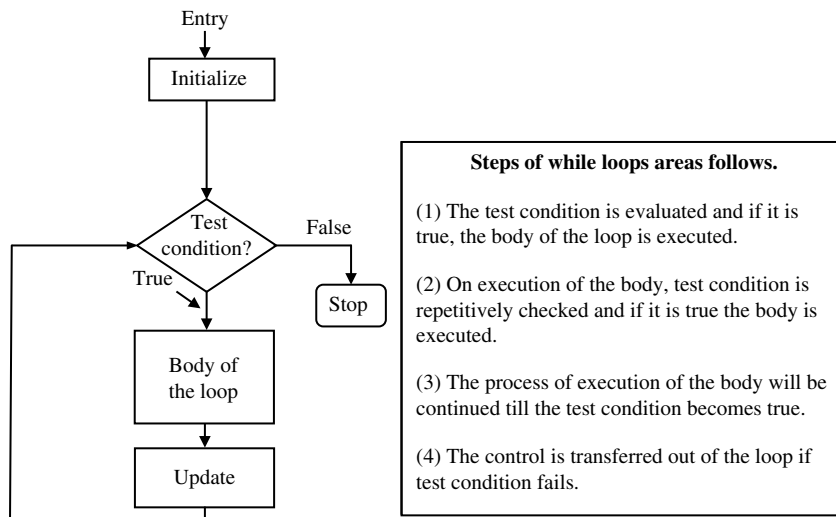 Entry
Initialize
Test
condition?
False
True
Stop
Body of
the loop
Update
Steps of while loops areas follows.
(1) The test condition is evaluated and if it is
true, the body of the loop is executed.
(2) On execution of the body, test condition is
repetitively checked and if it is true the body is
executed.
(3) The process of execution of the body will be
continued till the test condition becomes true.
(4) The control is transferred out of the loop if
test condition fails.